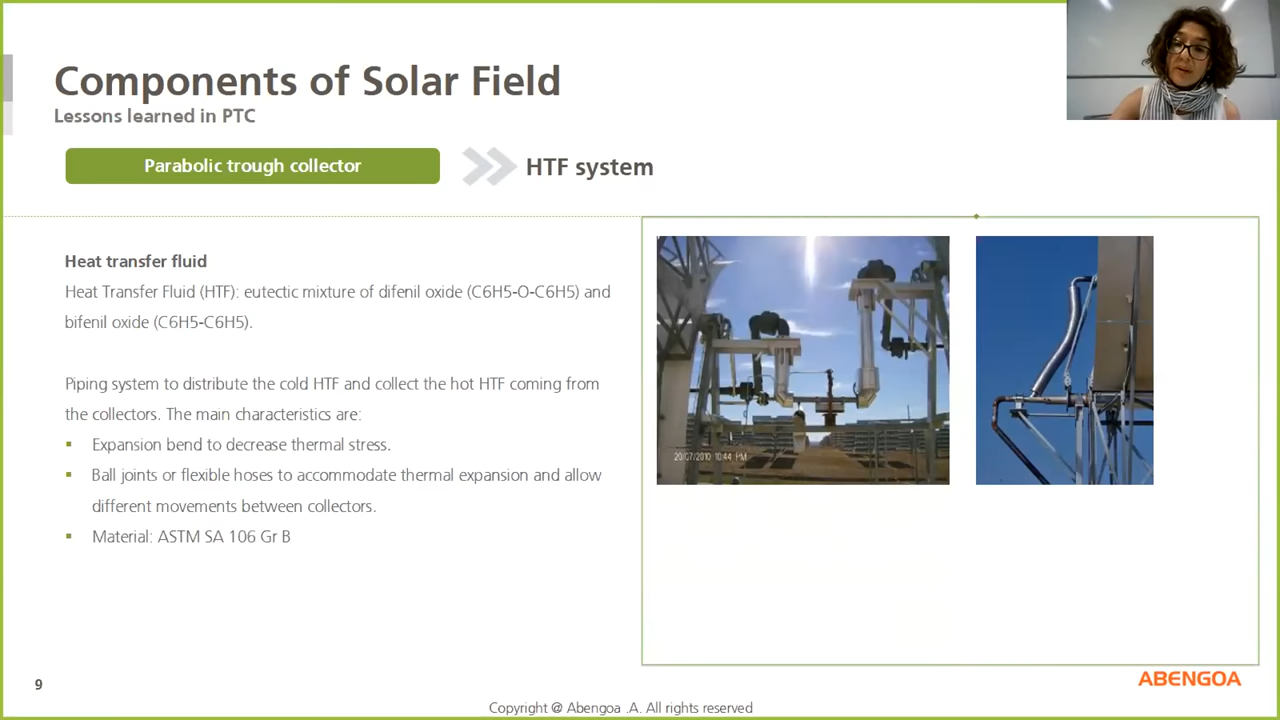 Components of Solar Field
Lessons learned in PTC
Parabolic trough collector
HTF system
Heat transfer fluid
Heat Transfer Fluid (HTF): eutectic mixture of difenil oxide (C6H5-O-C6H5) and
bifenil oxide (C6H5-C6H5).
Piping system to distribute the cold HTF and collect the hot HTF coming from
the collectors. The main characteristics are:
▪ Expansion bend to decrease thermal stress.
▪ Ball joints or flexible hoses to accommodate thermal expansion and allow
different movements between collectors.
▪ Material: ASTM SA 106 Gr B
20/07/2010 10:44 PM
9
ABENGOA
Copyright @ Abengoa .A. All rights reserved